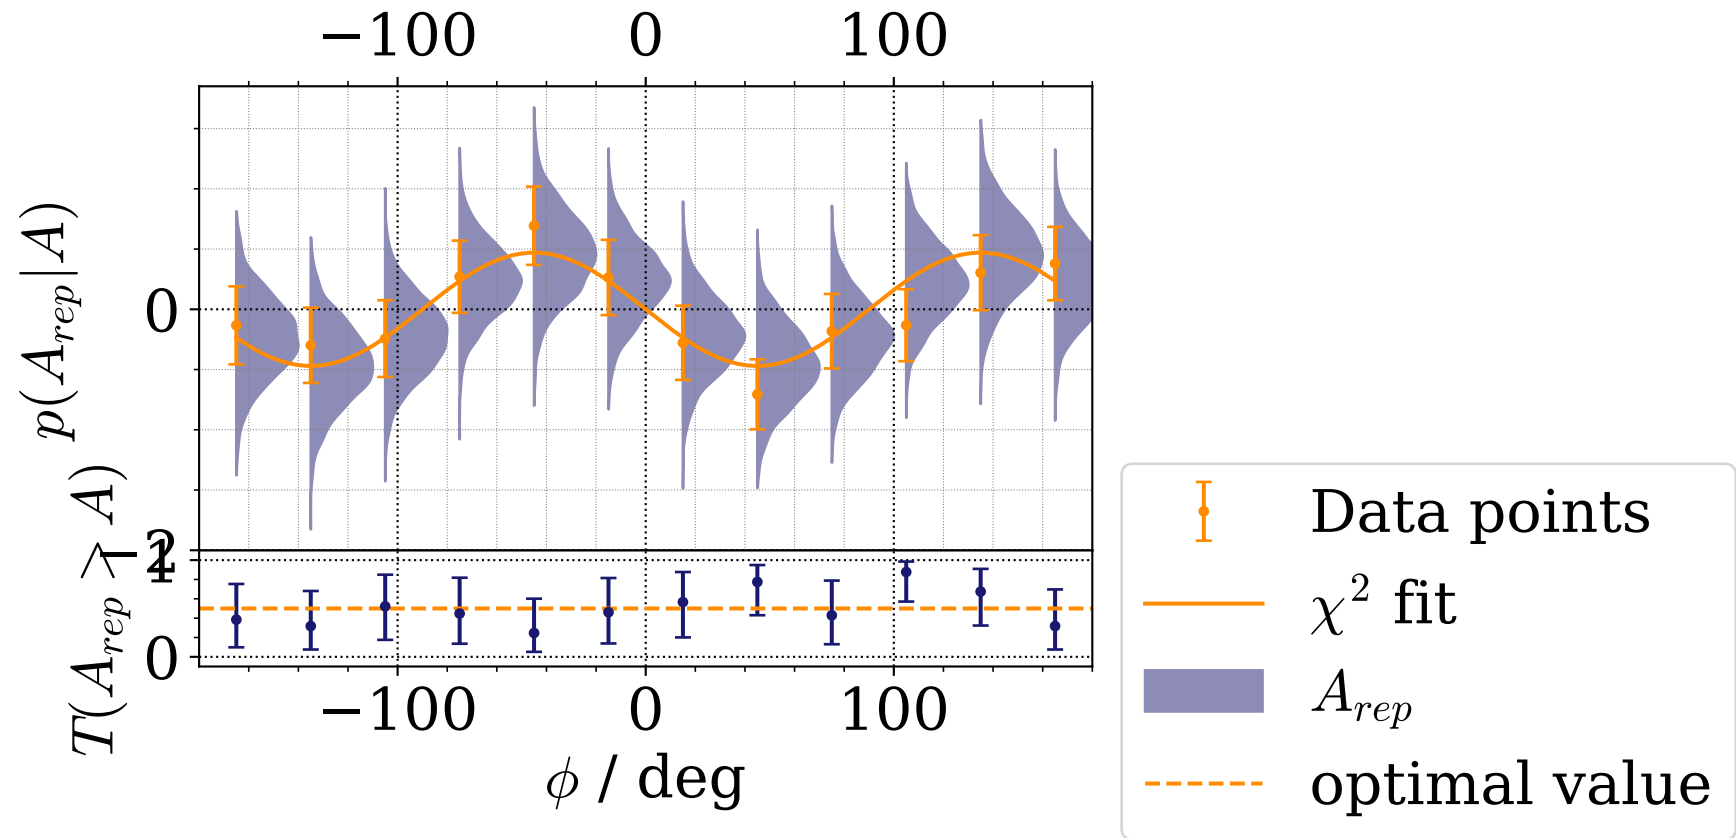 −100 0 100
p(A_rep|A)
0
−2
1
T(A_rep > A)
0
−100 0 100
ϕ / deg
Data points
χ² fit
A_rep
optimal value